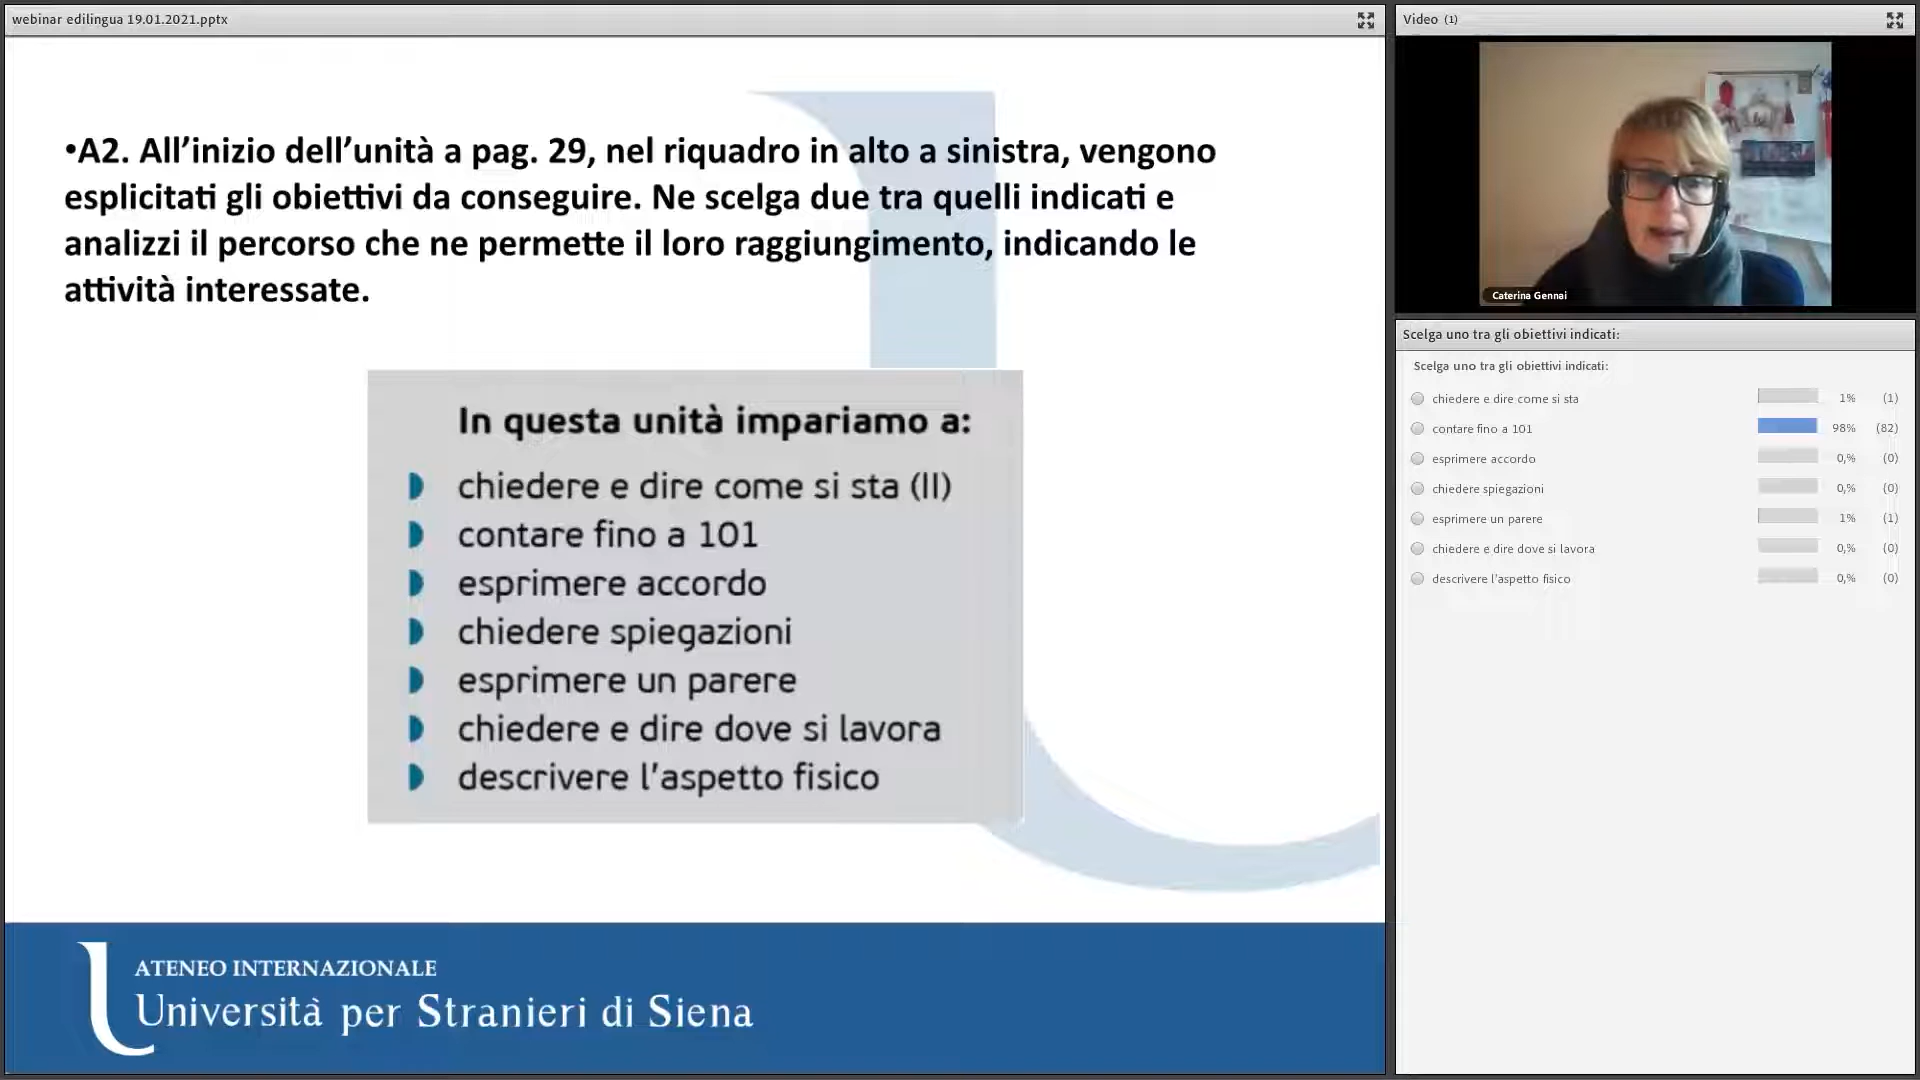 webinar edilingua 19.01.2021.pptx
•A2. All’inizio dell’unità a pag. 29, nel riquadro in alto a sinistra, vengono
esplicitati gli obiettivi da conseguire. Ne scelga due tra quelli indicati e
analizzi il percorso che ne permette il loro raggiungimento, indicando le
attività interessate.
In questa unità impariamo a:
chiedere e dire come si sta (II)
contare fino a 101
esprimere accordo
chiedere spiegazioni
esprimere un parere
chiedere e dire dove si lavora
descrivere l’aspetto fisico
ATENEO INTERNAZIONALE
Università per Stranieri di Siena
Video (1)
Caterina Gennai
Scelga uno tra gli obiettivi indicati:
Scelga uno tra gli obiettivi indicati:
chiedere e dire come si sta 1% (1)
contare fino a 101 98% (82)
esprimere accordo 0,% (0)
chiedere spiegazioni 0,% (0)
esprimere un parere 1% (1)
chiedere e dire dove si lavora 0,% (0)
descrivere l’aspetto fisico 0,% (0)